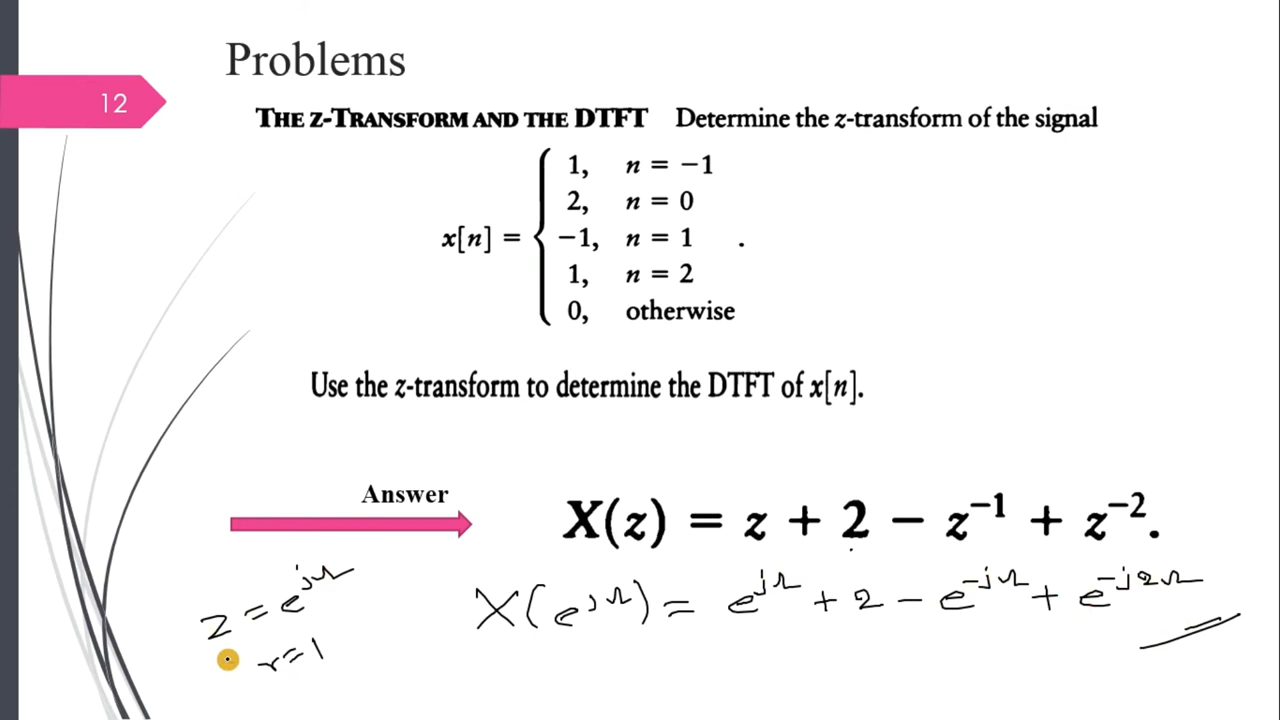 Problems
12
THE Z-TRANSFORM AND THE DTFT Determine the z-transform of the signal
x[n] = { 1, n = −1
2, n = 0
−1, n = 1 .
1, n = 2
0, otherwise
Use the z-transform to determine the DTFT of x[n].
Answer
X(z) = z + 2 − z⁻¹ + z⁻².
z = e^{jΩ}
X(e^{jΩ}) = e^{jΩ} + 2 − e^{−jΩ} + e^{−j2Ω}
r=1